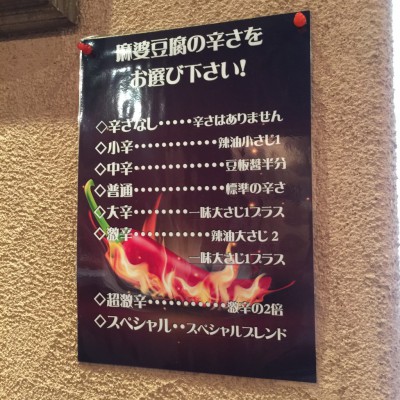 麻婆豆腐の辛さを
お選び下さい!
◇辛さなし・・・・・辛さはありません
◇小辛・・・・・・・・・・辣油小さじ1
◇中辛・・・・・・・・・・・豆板醤半分
◇普通・・・・・・・・・・・標準の辛さ
◇大辛・・・・・・・一味大さじ1プラス
◇激辛・・・・・・・・・辣油大さじ2
一味大さじ1プラス
◇超激辛・・・・・・・・・・激辛の2倍
◇スペシャル・・スペシャルブレンド